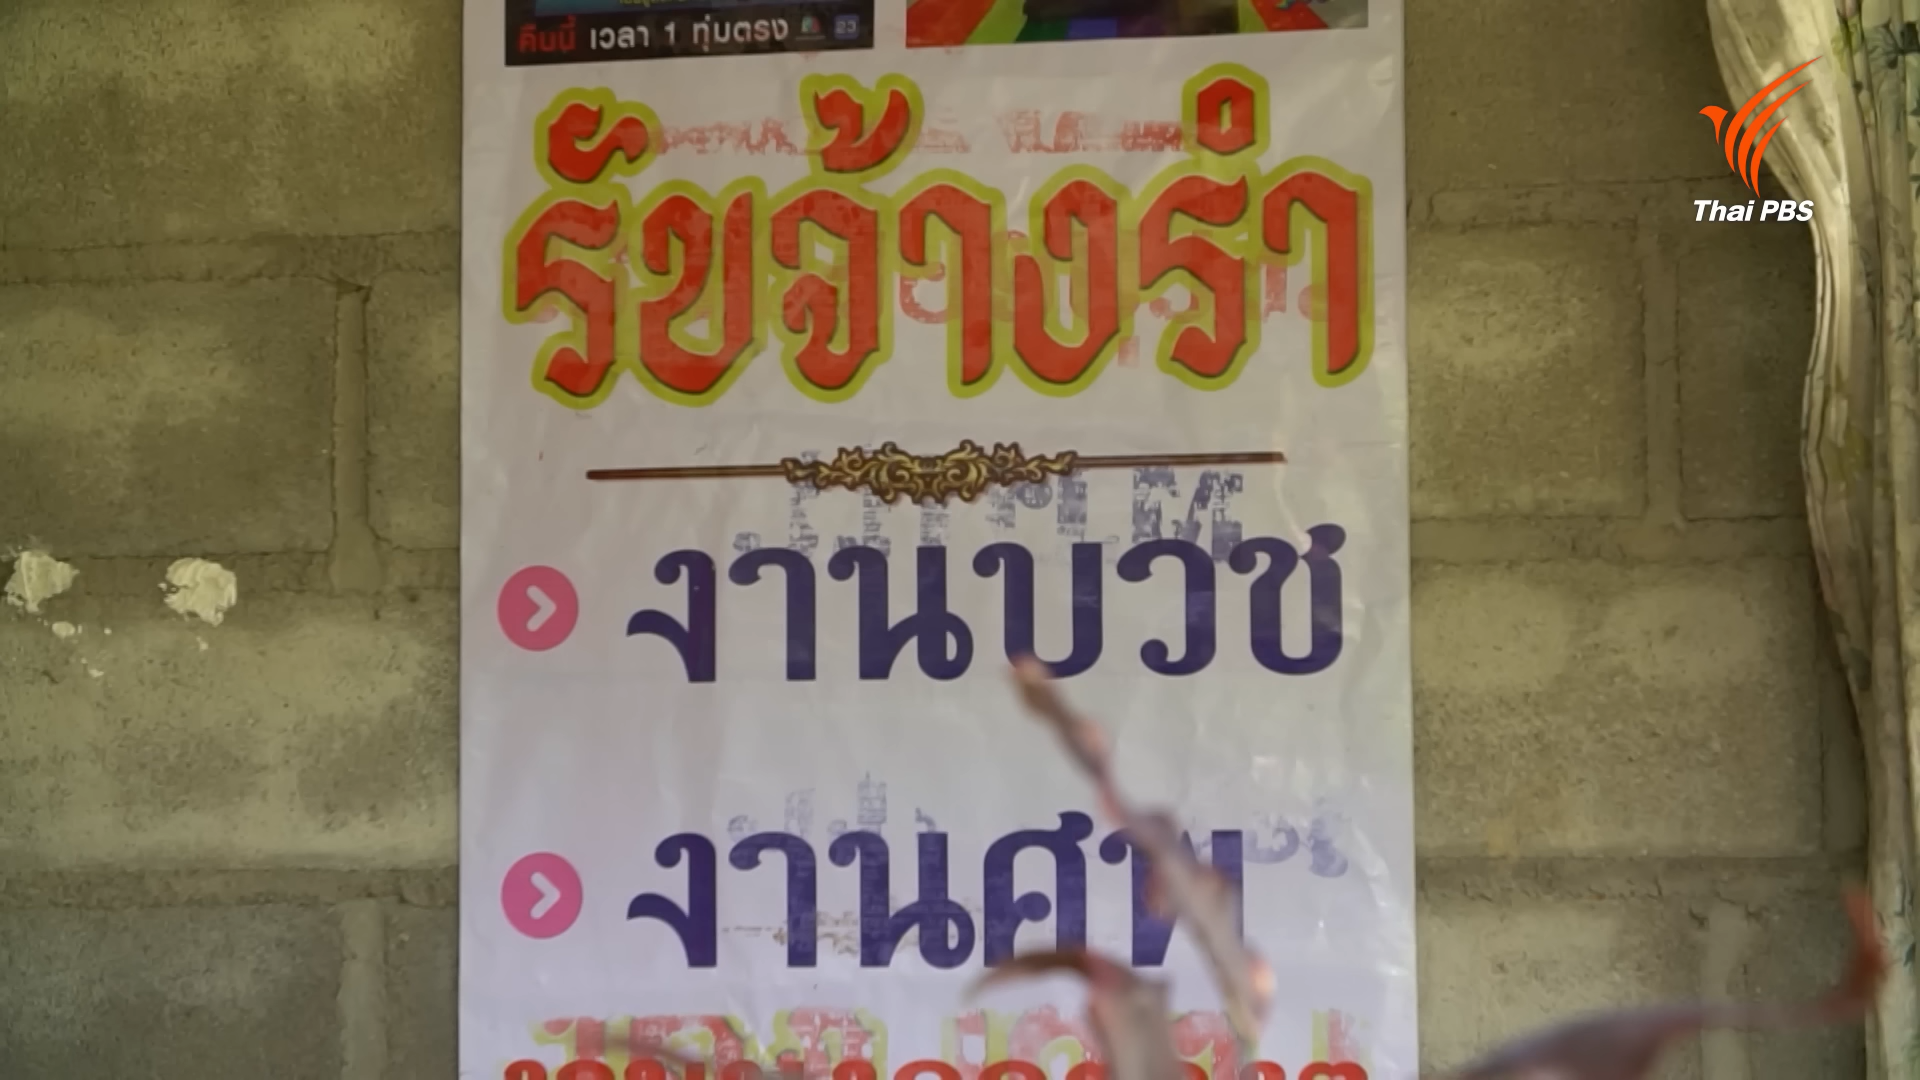 คืนนี้ เวลา 1 ทุ่มตรง 23
รับจ้างรำ
Thai PBS
งานบวช
งานศพ